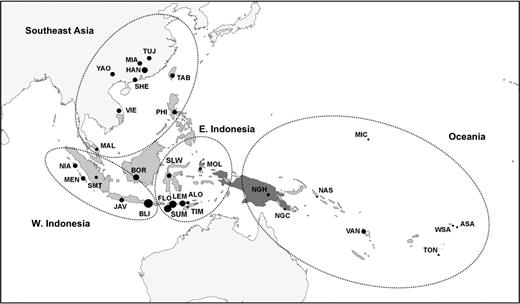 Southeast Asia
TUJ
MIA
HAN
YAO
TAB
SHE
VIE
PHI
E. Indonesia
MIC
Oceania
MAL
SLW
MOL
NIA
BOR
MEN
SMT
NGH
NAS
FLO LEM ALO
JAV
NGC
WSA ASA
BLI
SUM TIM
VAN
W. Indonesia
TON